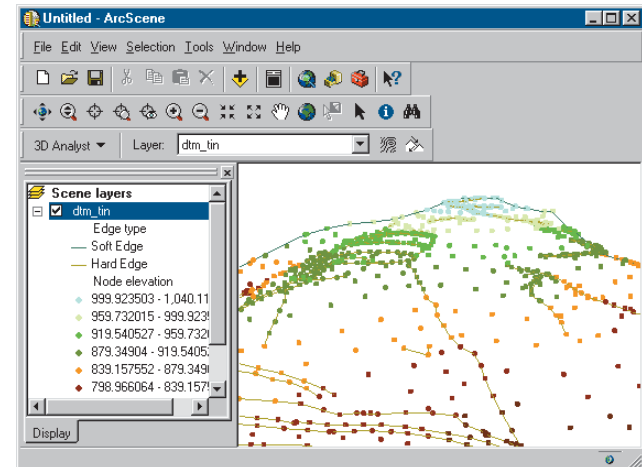 Untitled - ArcScene
File Edit View Selection Tools Window Help
3D Analyst Layer: dtm_tin
Scene layers
dtm_tin
Edge type
Soft Edge
Hard Edge
Node elevation
999.923503 - 1,040.11
959.732015 - 999.923
919.540527 - 959.732
879.34904 - 919.5405
839.157552 - 879.349
798.966064 - 839.157
Display